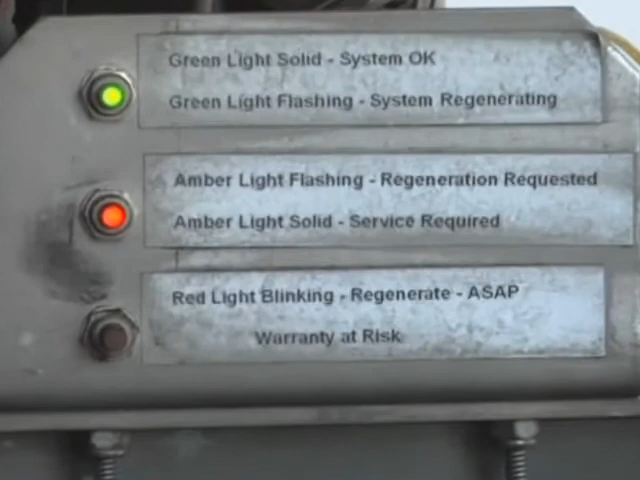 Green Light Solid - System OK
Green Light Flashing - System Regenerating
Amber Light Flashing - Regeneration Requested
Amber Light Solid - Service Required
Red Light Blinking - Regenerate - ASAP
Warranty at Risk